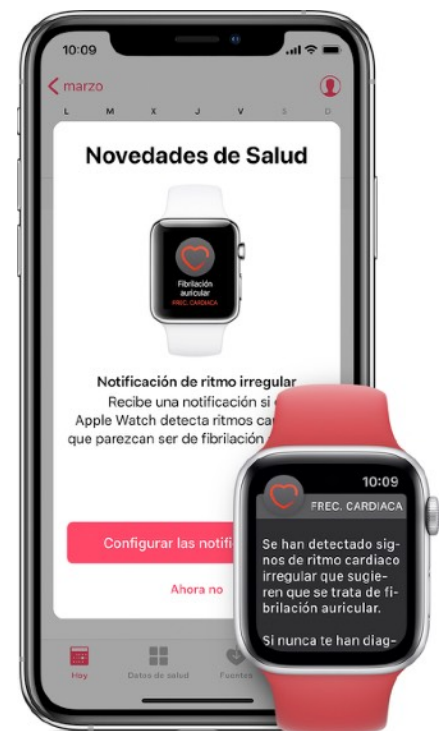 10:09
marzo
L M X J V S D
Novedades de Salud
Fibrilación
auricular
FREC. CARDIACA
Notificación de ritmo irregular
Recibe una notificación si
Apple Watch detecta ritmos ca
que parezcan ser de fibrilación
Configurar las notifi
Ahora no
Hoy
Datos de salud
Fuentes
10:09
FREC. CARDIACA
Se han detectado sig-
nos de ritmo cardiaco
irregular que sugie-
ren que se trata de fi-
brilación auricular.
Si nunca te han diag-